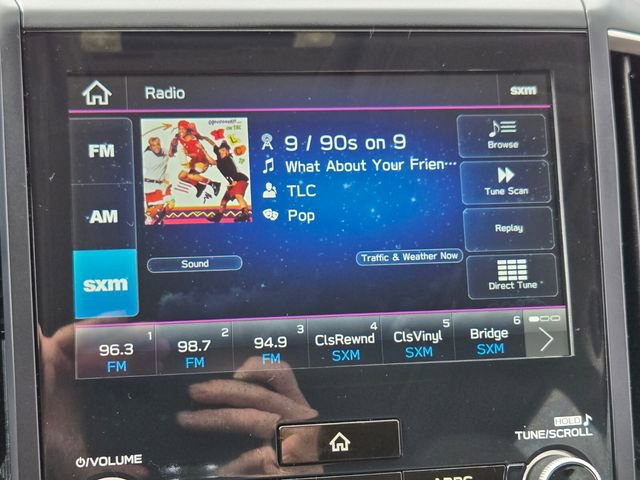 Radio
sxm
FM
AM
sxm
9 / 90s on 9
What About Your Frien...
TLC
Pop
Sound
Traffic & Weather Now
Browse
Tune Scan
Replay
Direct Tune
1
96.3
FM
2
98.7
FM
3
94.9
FM
4
ClsRewnd
SXM
5
ClsVinyl
SXM
6
Bridge
SXM
HOLD
TUNE/SCROLL
/VOLUME
APPS